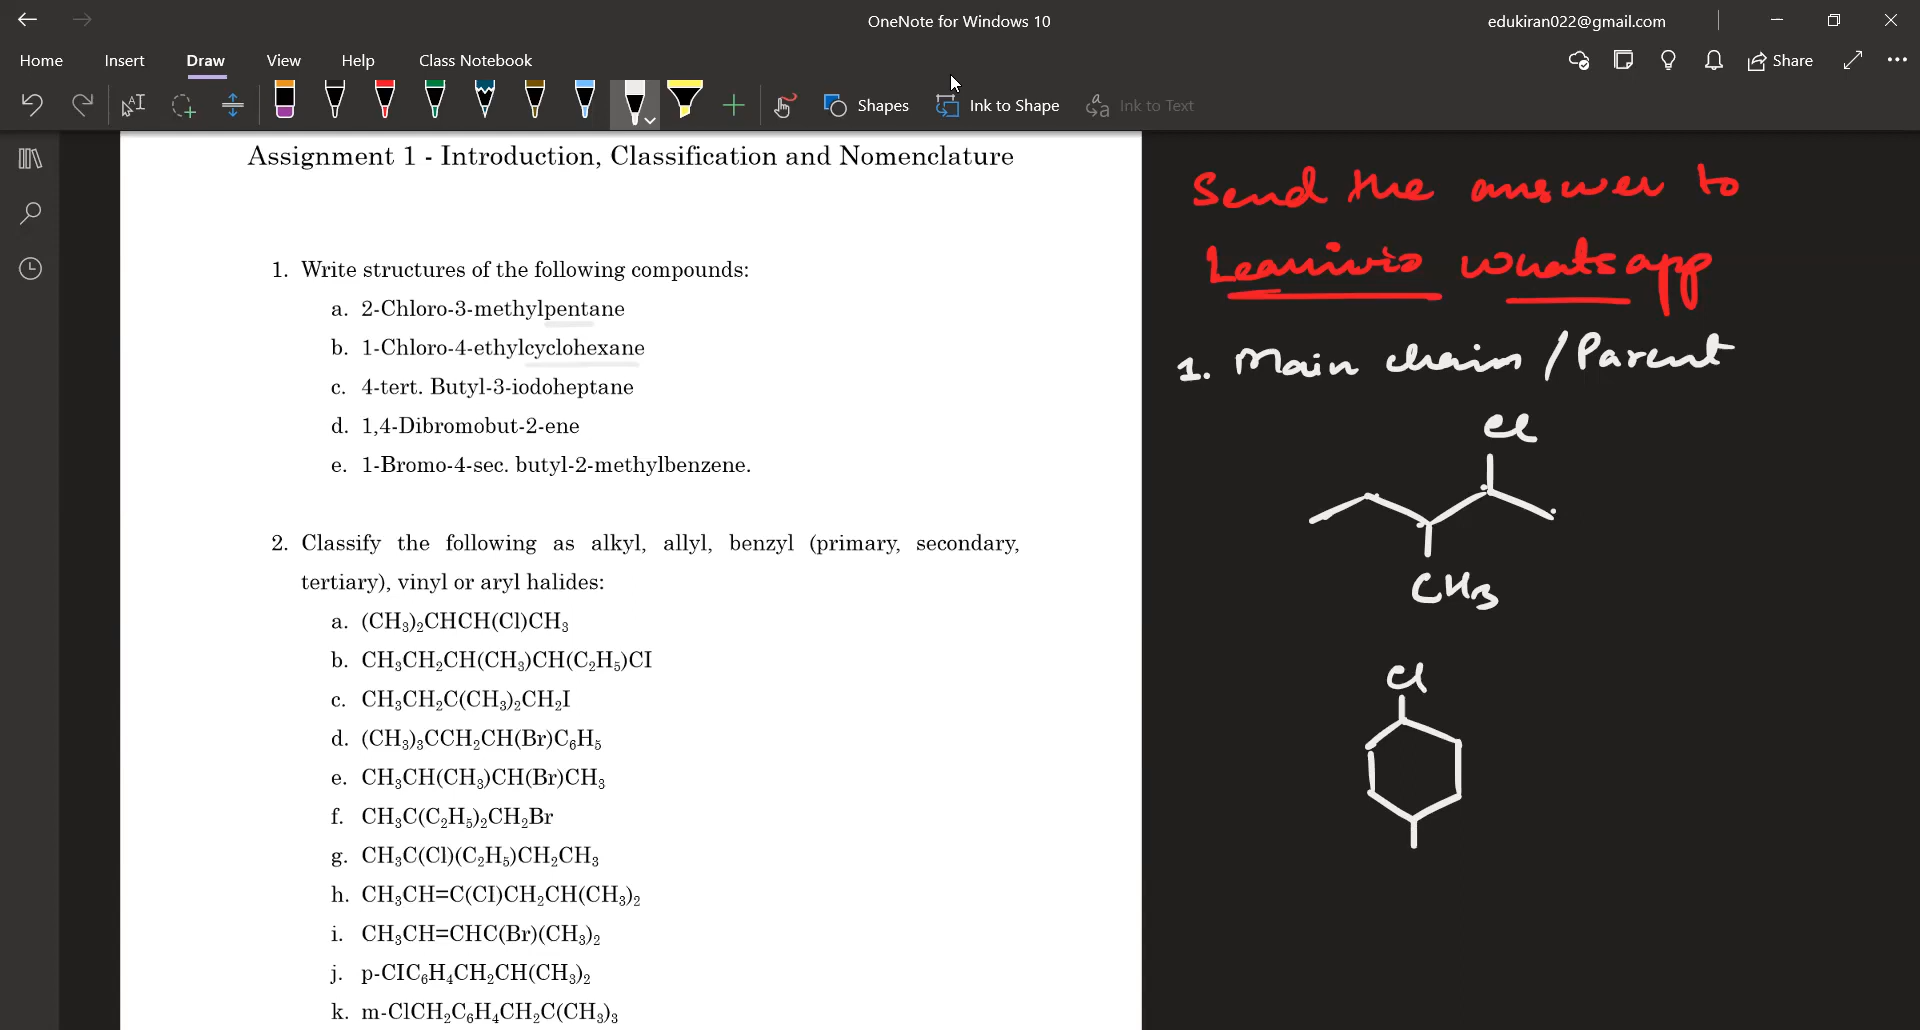 OneNote for Windows 10
edukiran022@gmail.com
Home Insert Draw View Help Class Notebook
Share
Shapes Ink to Shape Ink to Text
Assignment 1 - Introduction, Classification and Nomenclature
1. Write structures of the following compounds:
a. 2-Chloro-3-methylpentane
b. 1-Chloro-4-ethylcyclohexane
c. 4-tert. Butyl-3-iodoheptane
d. 1,4-Dibromobut-2-ene
e. 1-Bromo-4-sec. butyl-2-methylbenzene.
2. Classify the following as alkyl, allyl, benzyl (primary, secondary,
tertiary), vinyl or aryl halides:
a. (CH₃)₂CHCH(Cl)CH₃
b. CH₃CH₂CH(CH₃)CH(C₂H₅)CI
c. CH₃CH₂C(CH₃)₂CH₂I
d. (CH₃)₃CCH₂CH(Br)C₆H₅
e. CH₃CH(CH₃)CH(Br)CH₃
f. CH₃C(C₂H₅)₂CH₂Br
g. CH₃C(Cl)(C₂H₅)CH₂CH₃
h. CH₃CH=C(CI)CH₂CH(CH₃)₂
i. CH₃CH=CHC(Br)(CH₃)₂
j. p-CIC₆H₄CH₂CH(CH₃)₂
k. m-ClCH₂C₆H₄CH₂C(CH₃)₃
Send the answer to
whatsapp
1. Main chain / Parent
Cl
CH₃
Cl